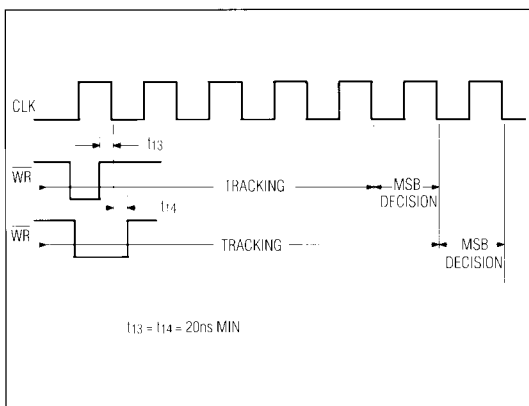 CLK
t13
WR
TRACKING
MSB
DECISION
t14
WR
TRACKING
MSB
DECISION
t13 = t14 = 20ns MIN